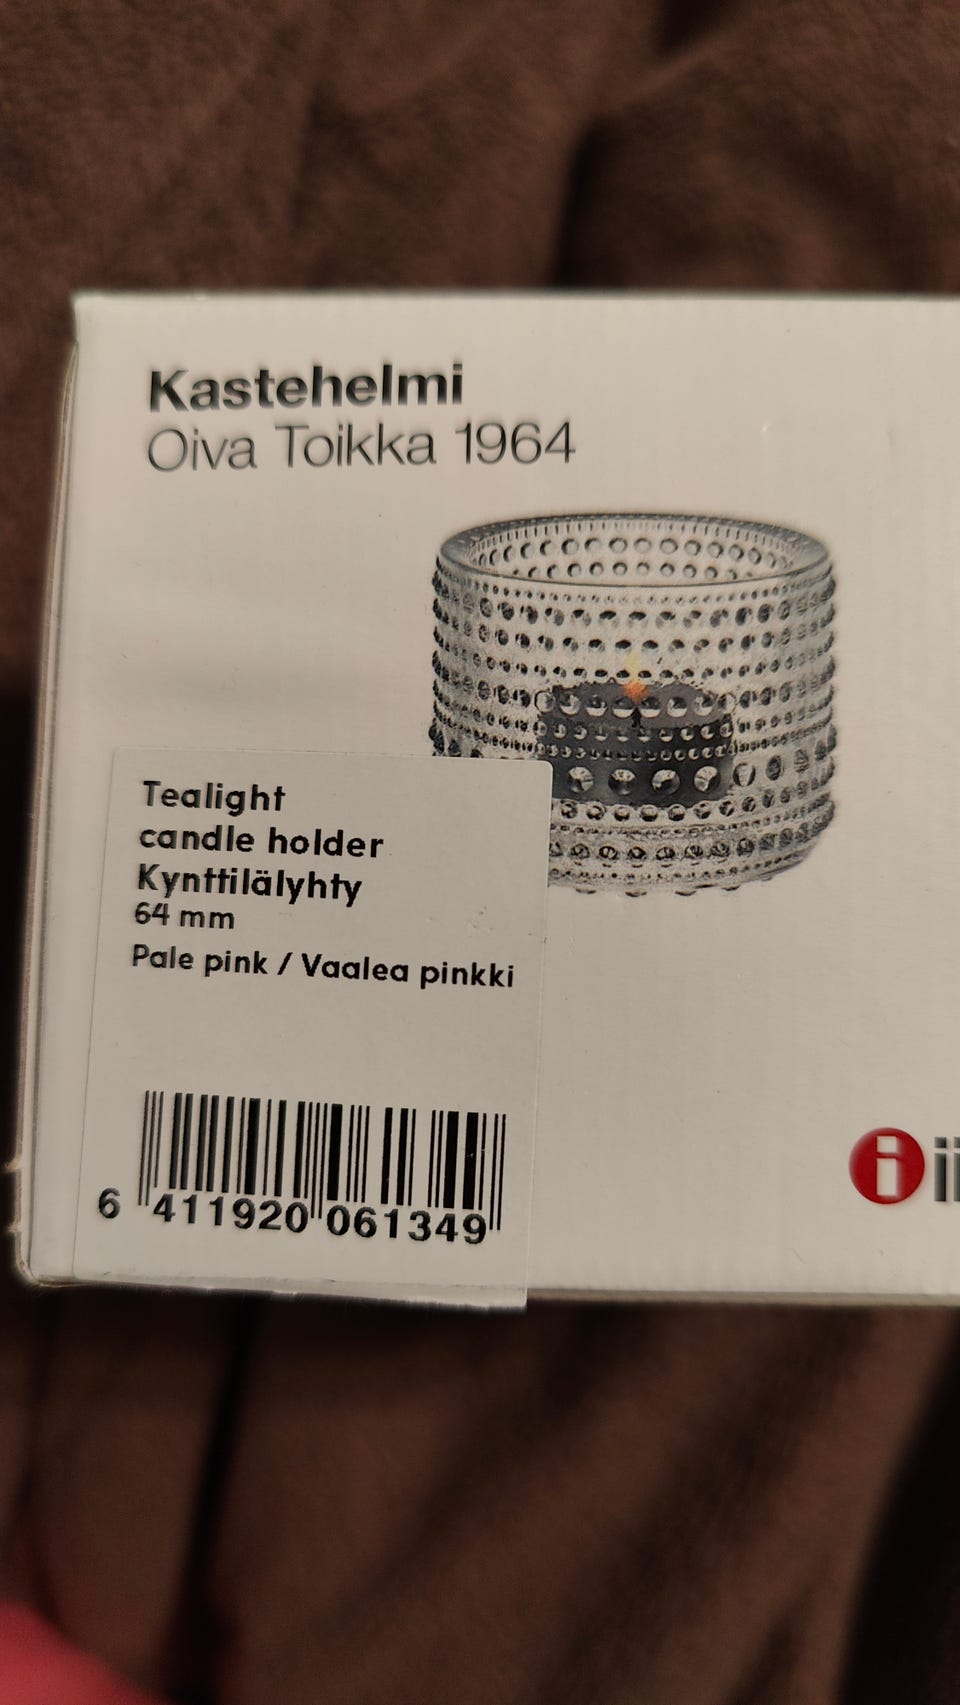 Kastehelmi
Oiva Toikka 1964
Tealight
candle holder
Kynttilälyhty
64 mm
Pale pink / Vaalea pinkki
6 411920 061349
i